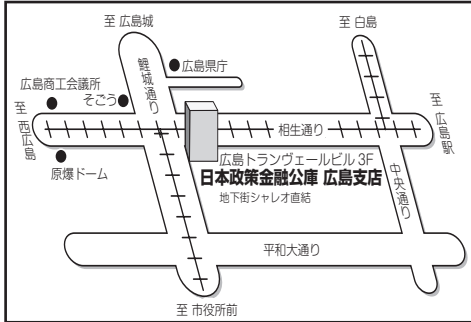 至 広島城
至 白島
鯉城通り
広島県庁
広島商工会議所
そごう
至 西広島
相生通り
至 広島駅
原爆ドーム
広島トランヴェールビル 3F
日本政策金融公庫 広島支店
地下街シャレオ直結
中央通り
平和大通り
至 市役所前